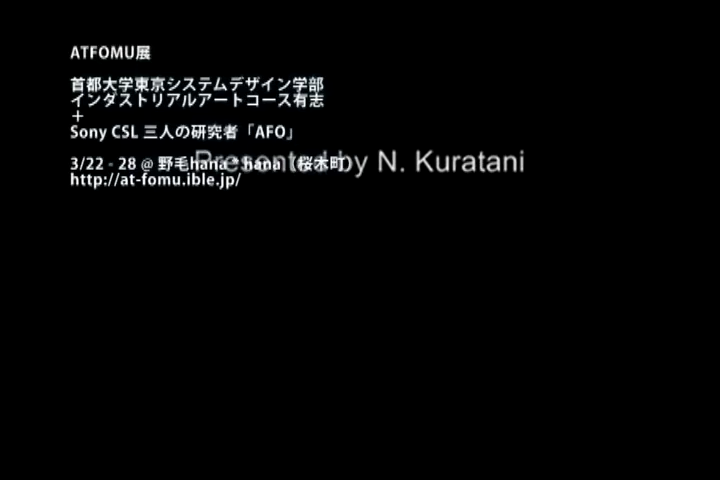 ATFOMU展
首都大学東京システムデザイン学部
インダストリアルアートコース有志
＋
Sony CSL 三人の研究者「AFO」
3/22 - 28 @ 野毛hana*hana（桜木町
Presented by N. Kuratani
http://at-fomu.ible.jp/